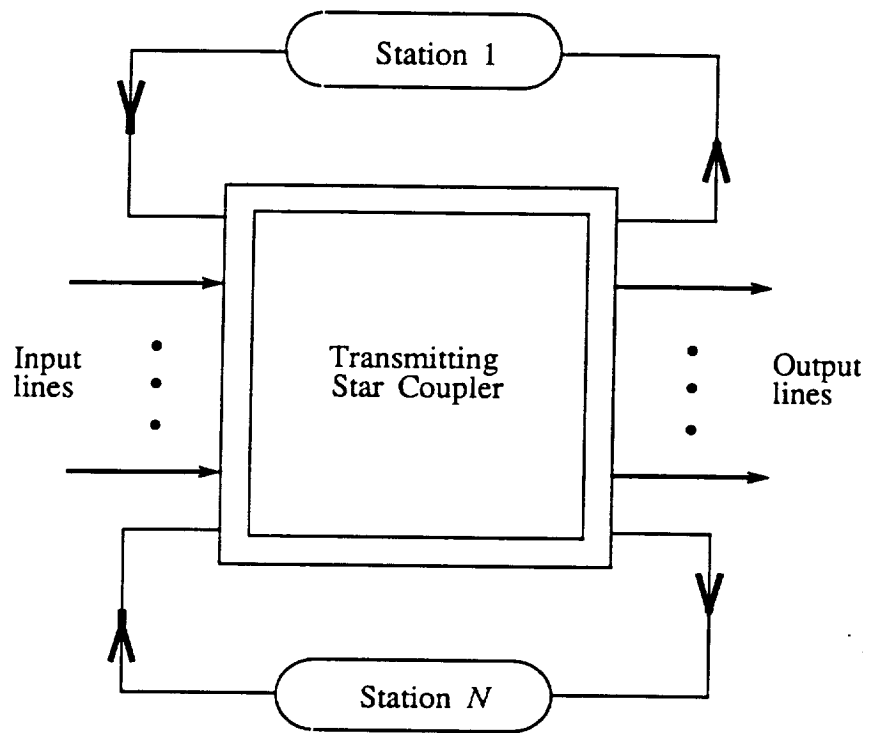 Station 1
Input
lines
Transmitting
Star Coupler
Output
lines
Station N